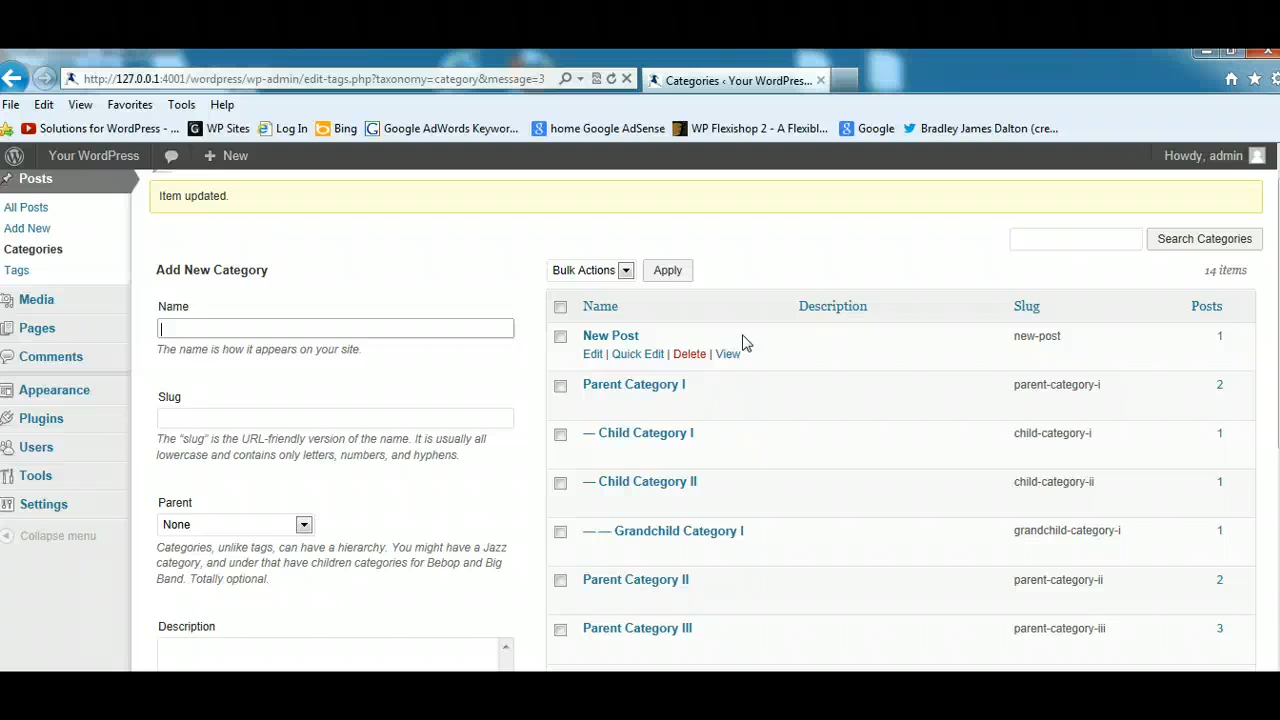 http://127.0.0.1:4001/wordpress/wp-admin/edit-tags.php?taxonomy=category&message=3
Categories ‹ Your WordPress...
File Edit View Favorites Tools Help
Solutions for WordPress - ... WP Sites Log In Bing Google AdWords Keywor... home Google AdSense WP Flexishop 2 - A Flexibl... Google Bradley James Dalton (cre...
Your WordPress + New Howdy, admin
Posts
All Posts
Add New
Categories
Tags
Media
Pages
Comments
Appearance
Plugins
Users
Tools
Settings
Collapse menu
Item updated.
Search Categories
Add New Category
Name
The name is how it appears on your site.
Slug
The “slug” is the URL-friendly version of the name. It is usually all
lowercase and contains only letters, numbers, and hyphens.
Parent
None
Categories, unlike tags, can have a hierarchy. You might have a Jazz
category, and under that have children categories for Bebop and Big
Band. Totally optional.
Description
Bulk Actions Apply 14 items
Name Description Slug Posts
New Post new-post 1
Edit | Quick Edit | Delete | View
Parent Category I parent-category-i 2
— Child Category I child-category-i 1
— Child Category II child-category-ii 1
— — Grandchild Category I grandchild-category-i 1
Parent Category II parent-category-ii 2
Parent Category III parent-category-iii 3